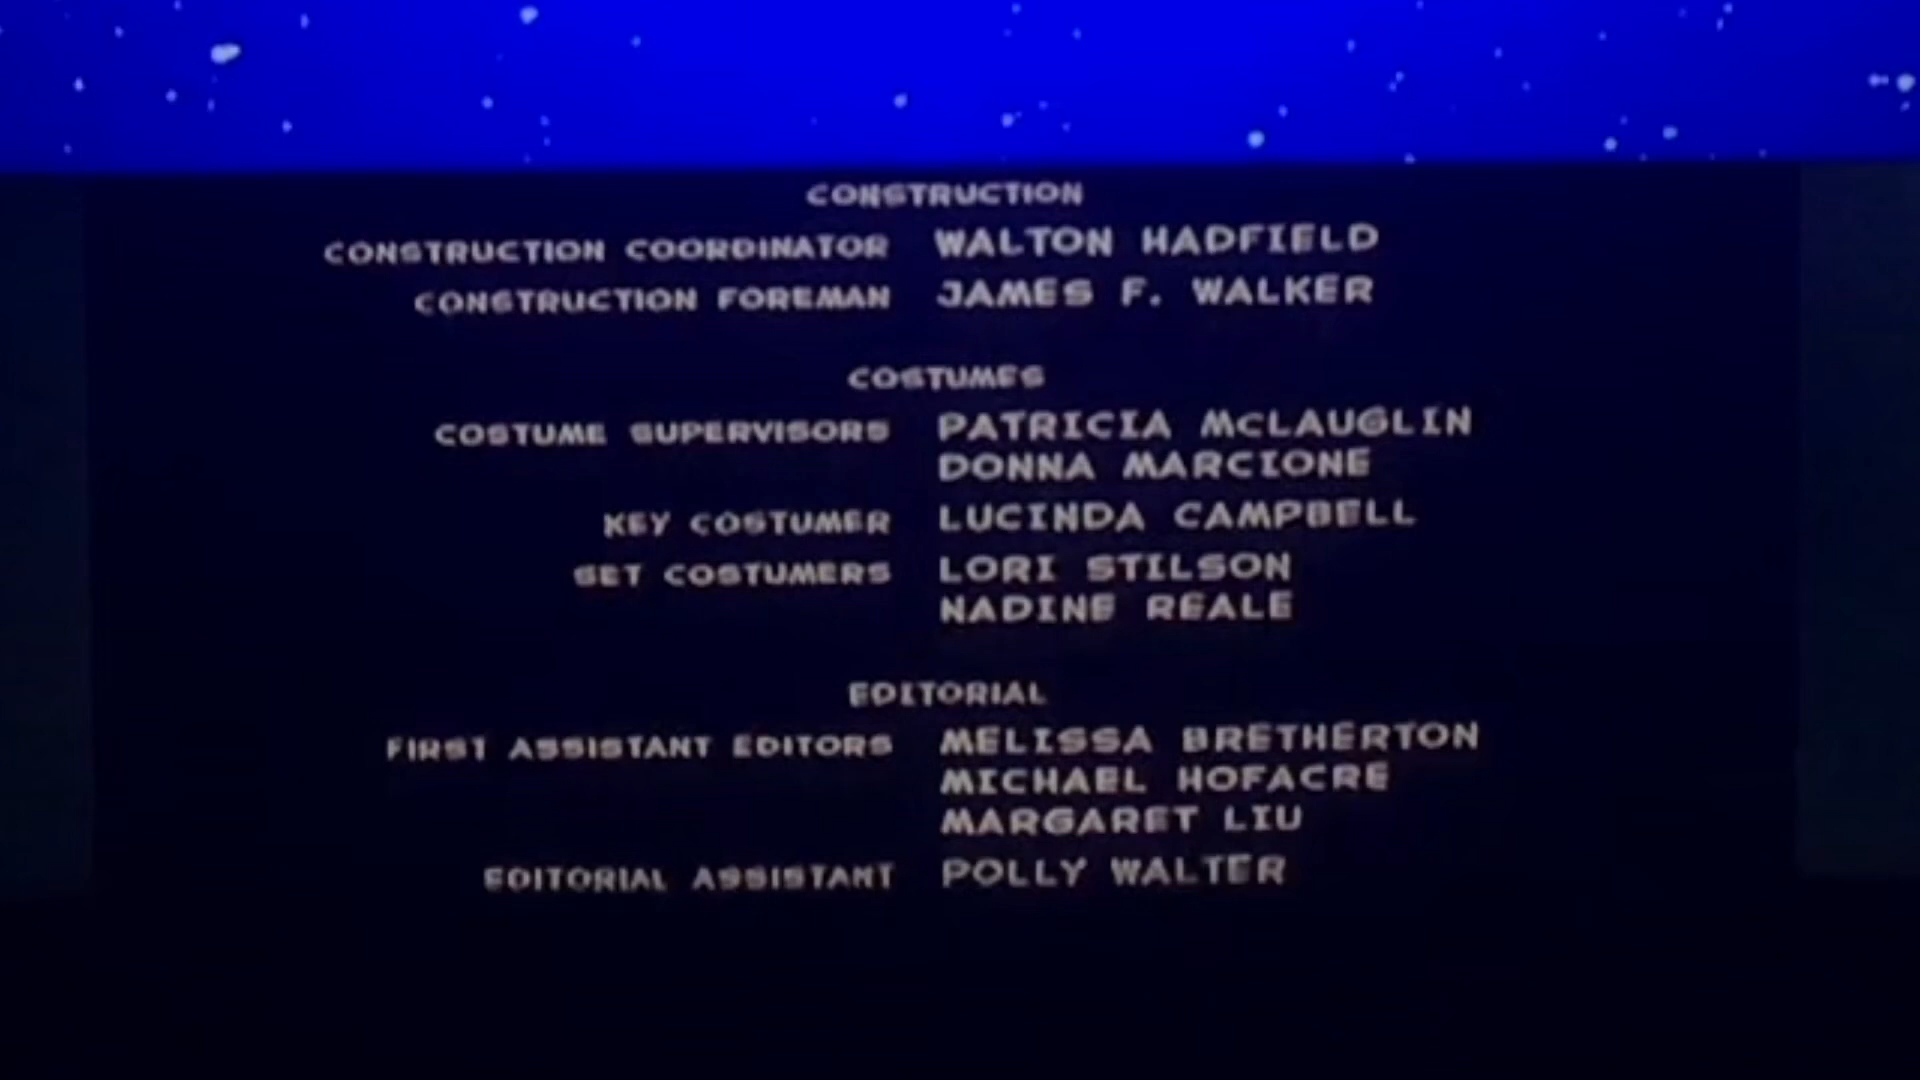 CONSTRUCTION
CONSTRUCTION COORDINATOR WALTON HADFIELD
CONSTRUCTION FOREMAN JAMES F. WALKER
COSTUMES
COSTUME SUPERVISORS PATRICIA McLAUGLIN
DONNA MARCIONE
KEY COSTUMER LUCINDA CAMPBELL
SET COSTUMERS LORI STILSON
NADINE REALE
EDITORIAL
FIRST ASSISTANT EDITORS MELISSA BRETHERTON
MICHAEL HOFACRE
MARGARET LIU
EDITORIAL ASSISTANT POLLY WALTER